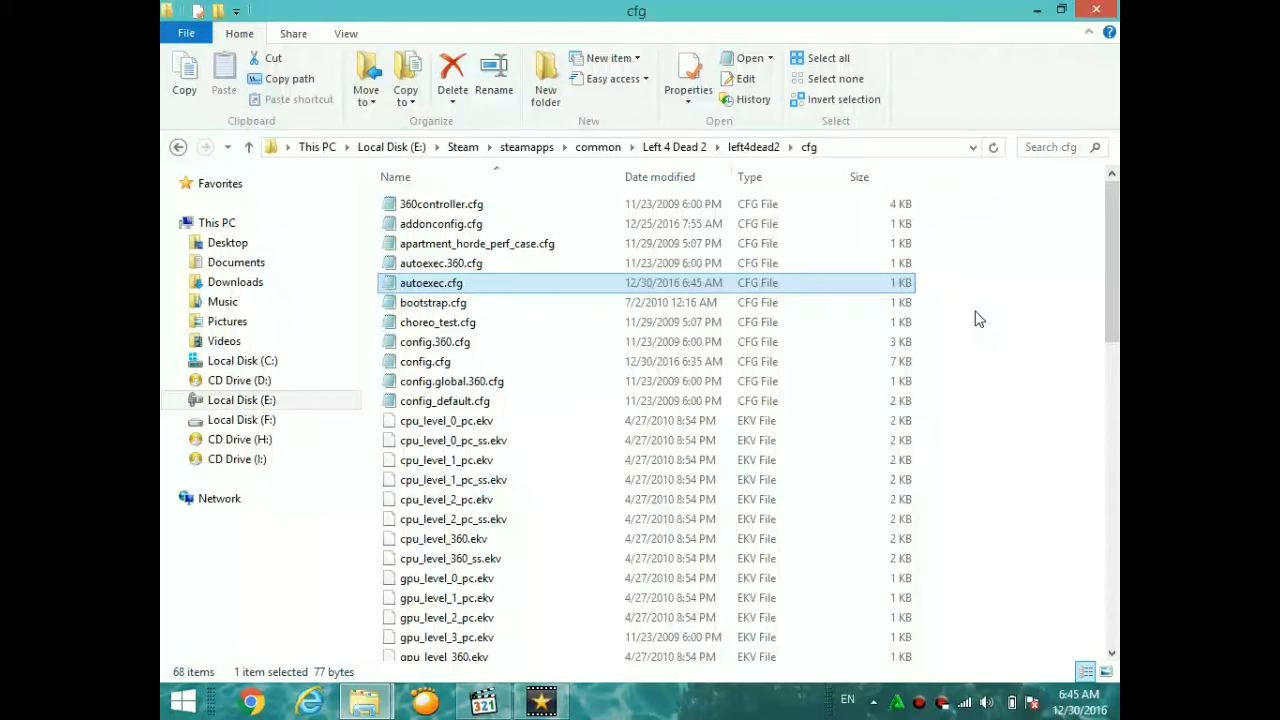 cfg
File Home Share View
Copy
Paste
Cut
Copy path
Paste shortcut
Clipboard
Move to
Copy to
Delete
Rename
Organize
New folder
New item
Easy access
New
Properties
Open
Edit
History
Open
Select all
Select none
Invert selection
Select
This PC Local Disk (E:) Steam steamapps common Left 4 Dead 2 left4dead2 cfg
Search cfg
Favorites
This PC
Desktop
Documents
Downloads
Music
Pictures
Videos
Local Disk (C:)
CD Drive (D:)
Local Disk (E:)
Local Disk (F:)
CD Drive (H:)
CD Drive (I:)
Network
Name Date modified Type Size
360controller.cfg 11/23/2009 6:00 PM CFG File 4 KB
addonconfig.cfg 12/25/2016 7:55 AM CFG File 1 KB
apartment_horde_perf_case.cfg 11/29/2009 5:07 PM CFG File 1 KB
autoexec.360.cfg 11/23/2009 6:00 PM CFG File 1 KB
autoexec.cfg 12/30/2016 6:45 AM CFG File 1 KB
bootstrap.cfg 7/2/2010 12:16 AM CFG File 1 KB
choreo_test.cfg 11/29/2009 5:07 PM CFG File 1 KB
config.360.cfg 11/23/2009 6:00 PM CFG File 3 KB
config.cfg 12/30/2016 6:35 AM CFG File 7 KB
config.global.360.cfg 11/23/2009 6:00 PM CFG File 1 KB
config_default.cfg 11/23/2009 6:00 PM CFG File 2 KB
cpu_level_0_pc.ekv 4/27/2010 8:54 PM EKV File 2 KB
cpu_level_0_pc_ss.ekv 4/27/2010 8:54 PM EKV File 2 KB
cpu_level_1_pc.ekv 4/27/2010 8:54 PM EKV File 2 KB
cpu_level_1_pc_ss.ekv 4/27/2010 8:54 PM EKV File 2 KB
cpu_level_2_pc.ekv 4/27/2010 8:54 PM EKV File 2 KB
cpu_level_2_pc_ss.ekv 4/27/2010 8:54 PM EKV File 2 KB
cpu_level_360.ekv 4/27/2010 8:54 PM EKV File 2 KB
cpu_level_360_ss.ekv 4/27/2010 8:54 PM EKV File 2 KB
gpu_level_0_pc.ekv 4/27/2010 8:54 PM EKV File 1 KB
gpu_level_1_pc.ekv 4/27/2010 8:54 PM EKV File 1 KB
gpu_level_2_pc.ekv 4/27/2010 8:54 PM EKV File 1 KB
gpu_level_3_pc.ekv 11/23/2009 6:00 PM EKV File 1 KB
gpu_level_360.ekv 4/27/2010 8:54 PM EKV File 1 KB
68 items 1 item selected 77 bytes
321
EN
6:45 AM
12/30/2016